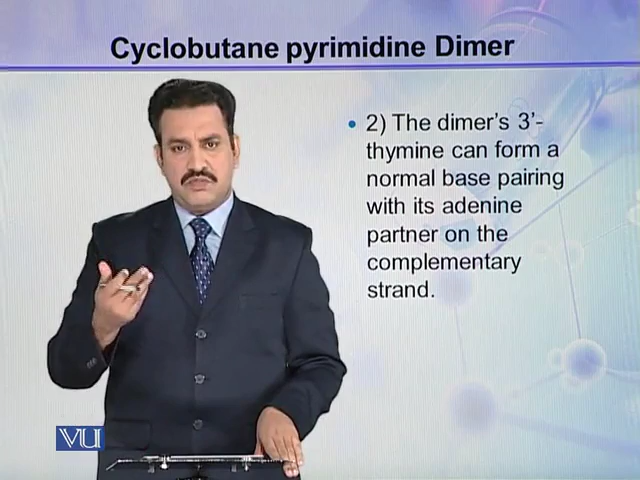 Cyclobutane pyrimidine Dimer
• 2) The dimer's 3'-
thymine can form a
normal base pairing
with its adenine
partner on the
complementary
strand.
VU